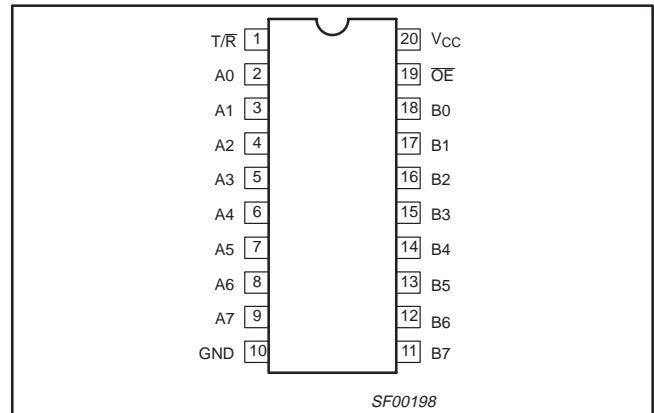 T/R̅ 1 20 VCC
A0 2 19 O̅E̅
A1 3 18 B0
A2 4 17 B1
A3 5 16 B2
A4 6 15 B3
A5 7 14 B4
A6 8 13 B5
A7 9 12 B6
GND 10 11 B7
SF00198